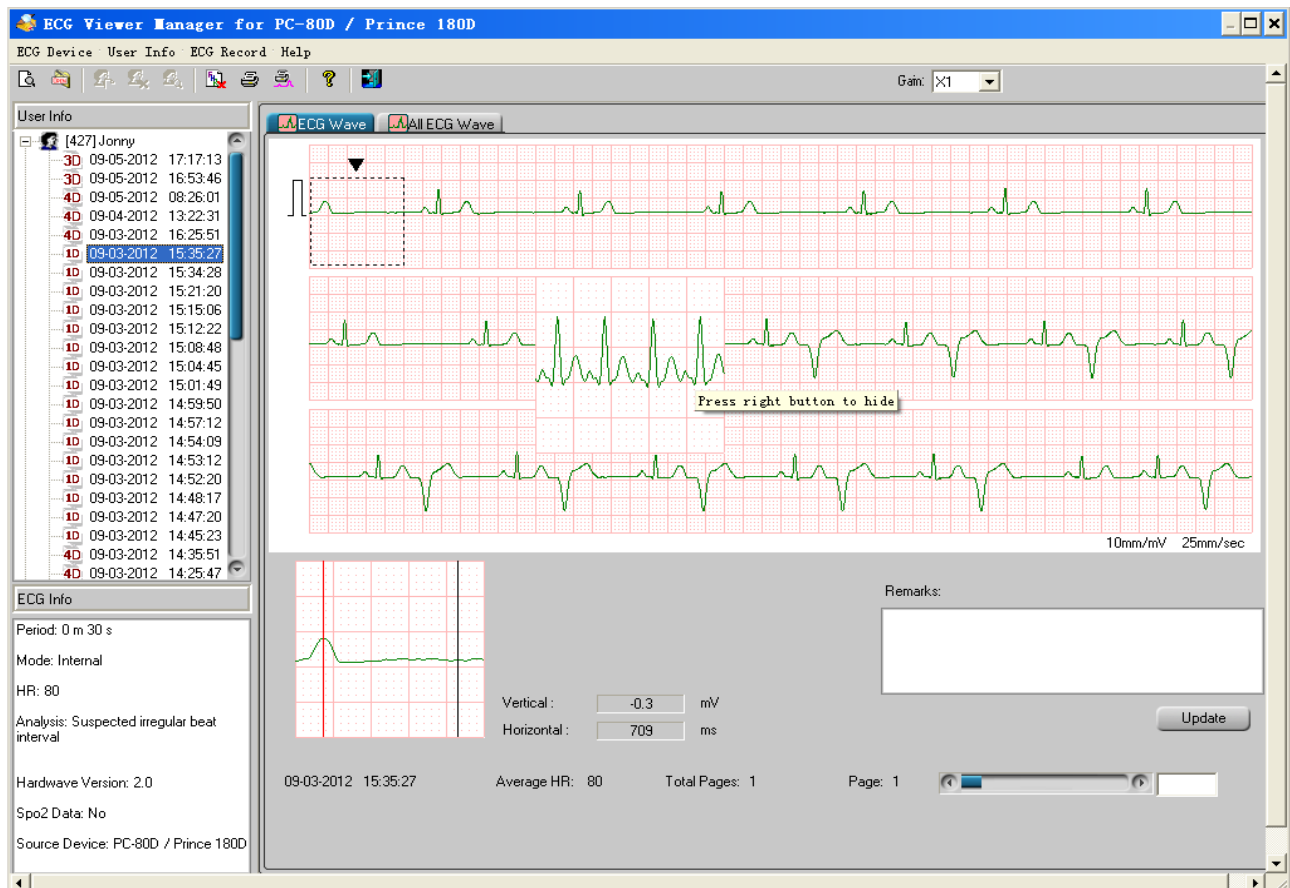 ECG Viewer Manager for PC-80D / Prince 180D
ECG Device User Info ECG Record Help
Gain: X1
User Info
[427]Jonny
3D 09-05-2012 17:17:13
3D 09-05-2012 16:53:46
4D 09-05-2012 08:26:01
4D 09-04-2012 13:22:31
4D 09-03-2012 16:25:51
1D 09-03-2012 15:35:27
1D 09-03-2012 15:34:28
1D 09-03-2012 15:21:20
1D 09-03-2012 15:15:06
1D 09-03-2012 15:12:22
1D 09-03-2012 15:08:48
1D 09-03-2012 15:04:45
1D 09-03-2012 15:01:49
1D 09-03-2012 14:59:50
1D 09-03-2012 14:57:12
1D 09-03-2012 14:54:09
1D 09-03-2012 14:53:12
1D 09-03-2012 14:52:20
1D 09-03-2012 14:48:17
1D 09-03-2012 14:47:20
1D 09-03-2012 14:45:23
4D 09-03-2012 14:35:51
4D 09-03-2012 14:25:47
ECG Info
Period: 0 m 30 s
Mode: Internal
HR: 80
Analysis: Suspected irregular beat
interval
Hardwave Version: 2.0
Spo2 Data: No
Source Device: PC-80D / Prince 180D
ECG Wave
All ECG Wave
Press right button to hide
10mm/mV 25mm/sec
Remarks:
Vertical : -0.3 mV
Horizontal : 709 ms
Update
09-03-2012 15:35:27 Average HR: 80 Total Pages: 1 Page: 1